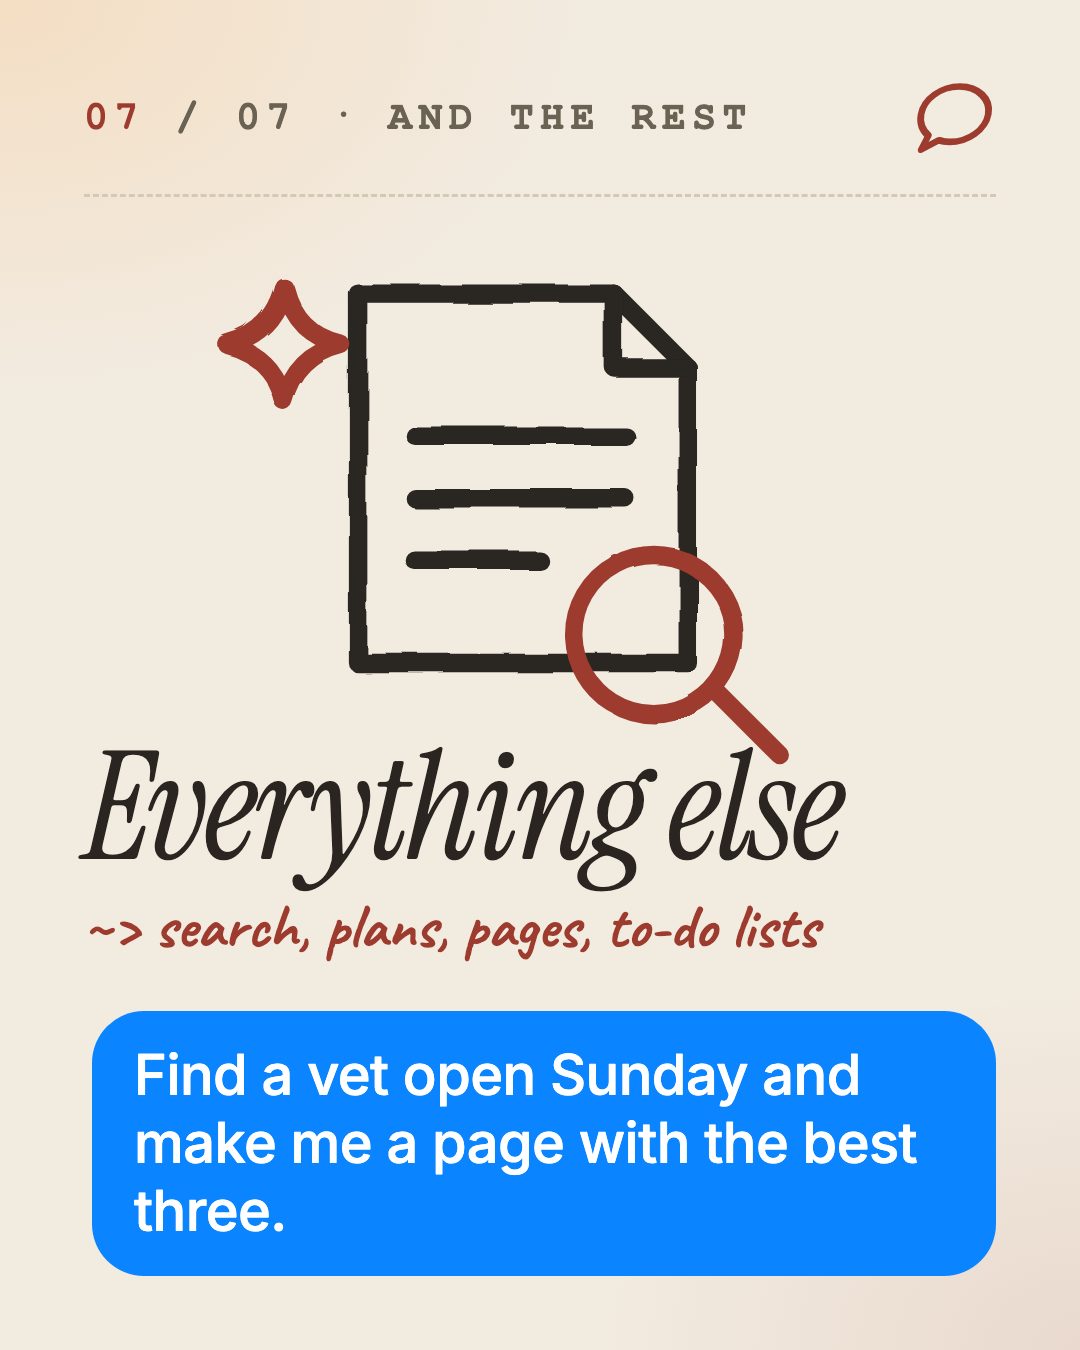 07 / 07 · AND THE REST
Everything else
~> search, plans, pages, to-do lists
Find a vet open Sunday and
make me a page with the best
three.